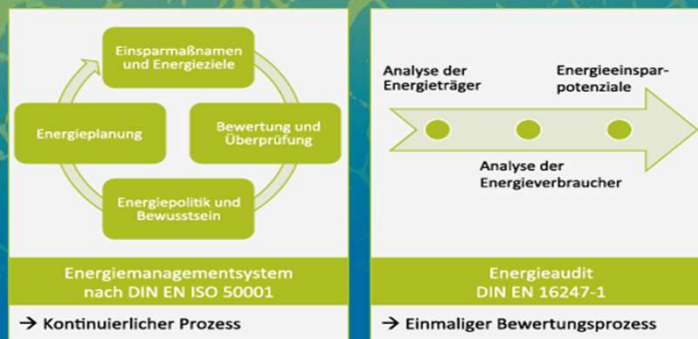 Einsparmaßnamen
und Energieziele
Energieplanung
Bewertung und
Überprüfung
Energiepolitik und
Bewusstsein
Energiemanagementsystem
nach DIN EN ISO 50001
→ Kontinuierlicher Prozess
Analyse der
Energieträger
Energieeinspar-
potenziale
Analyse der
Energieverbraucher
Energieaudit
DIN EN 16247-1
→ Einmaliger Bewertungsprozess